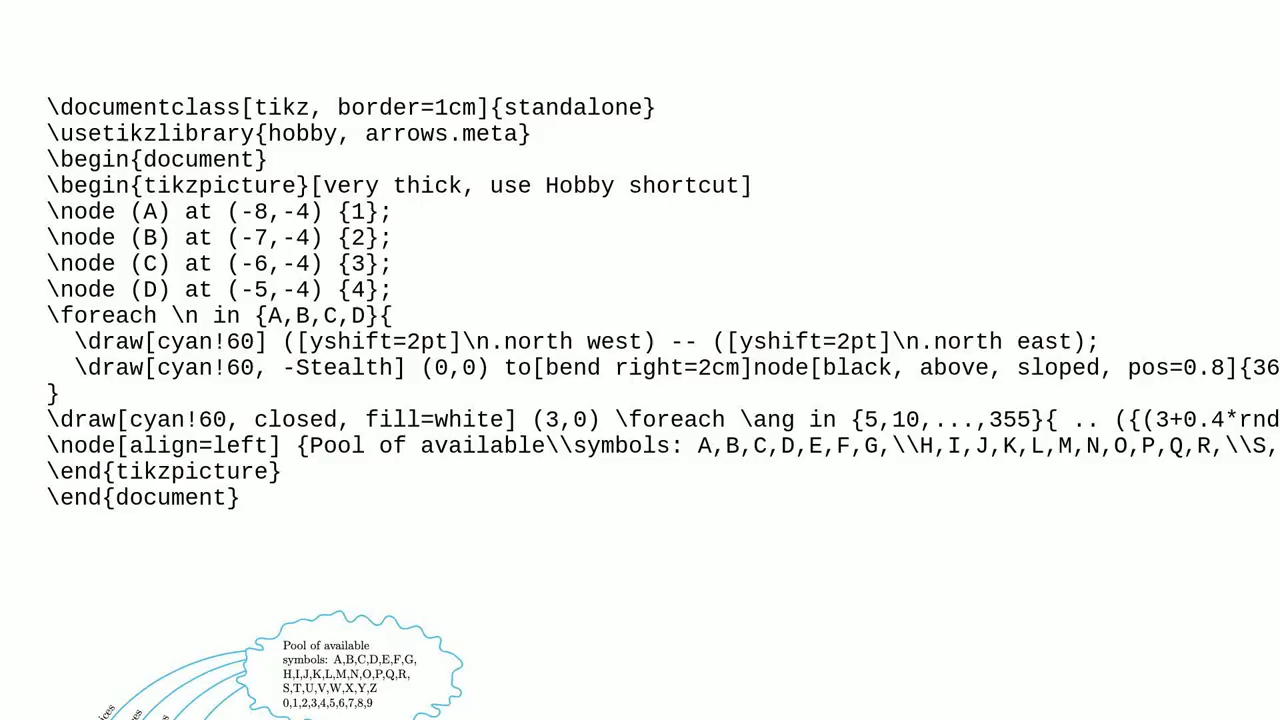 \documentclass[tikz, border=1cm]{standalone}
\usetikzlibrary{hobby, arrows.meta}
\begin{document}
\begin{tikzpicture}[very thick, use Hobby shortcut]
\node (A) at (-8,-4) {1};
\node (B) at (-7,-4) {2};
\node (C) at (-6,-4) {3};
\node (D) at (-5,-4) {4};
\foreach \n in {A,B,C,D}{
  \draw[cyan!60] ([yshift=2pt]\n.north west) -- ([yshift=2pt]\n.north east);
  \draw[cyan!60, -Stealth] (0,0) to[bend right=2cm]node[black, above, sloped, pos=0.8]{36
}
\draw[cyan!60, closed, fill=white] (3,0) \foreach \ang in {5,10,...,355}{ .. ({(3+0.4*rnd
\node[align=left] {Pool of available\\symbols: A,B,C,D,E,F,G,\\H,I,J,K,L,M,N,O,P,Q,R,\\S,
\end{tikzpicture}
\end{document}
Pool of available
symbols: A,B,C,D,E,F,G,
H,I,J,K,L,M,N,O,P,Q,R,
S,T,U,V,W,X,Y,Z
0,1,2,3,4,5,6,7,8,9